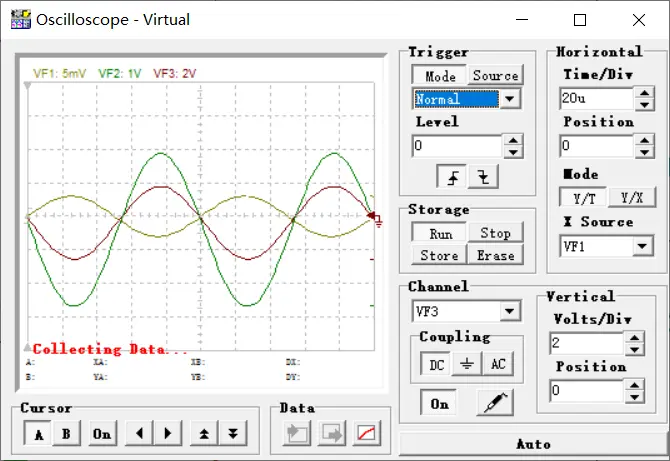 Oscilloscope - Virtual
VF1: 5mV VF2: 1V VF3: 2V
Collecting Data...
A: XA: XB: DX:
B: YA: YB: DY:
Cursor
A B On
Data
Trigger
Mode Source
Normal
Level
0
Storage
Run Stop
Store Erase
Channel
VF3
Coupling
DC AC
On
Horizontal
Time/Div
20u
Position
0
Mode
Y/T Y/X
X Source
VF1
Vertical
Volts/Div
2
Position
0
Auto